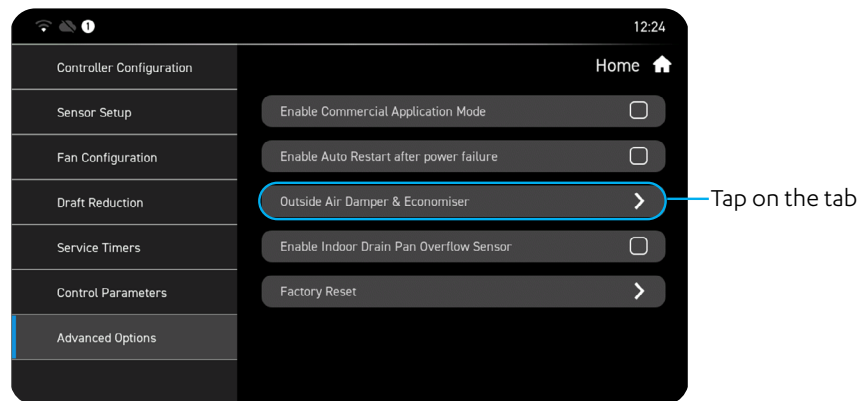 1
12:24
Home
Controller Configuration
Sensor Setup
Fan Configuration
Draft Reduction
Service Timers
Control Parameters
Advanced Options
Enable Commercial Application Mode
Enable Auto Restart after power failure
Outside Air Damper & Economiser
Enable Indoor Drain Pan Overflow Sensor
Factory Reset
Tap on the tab